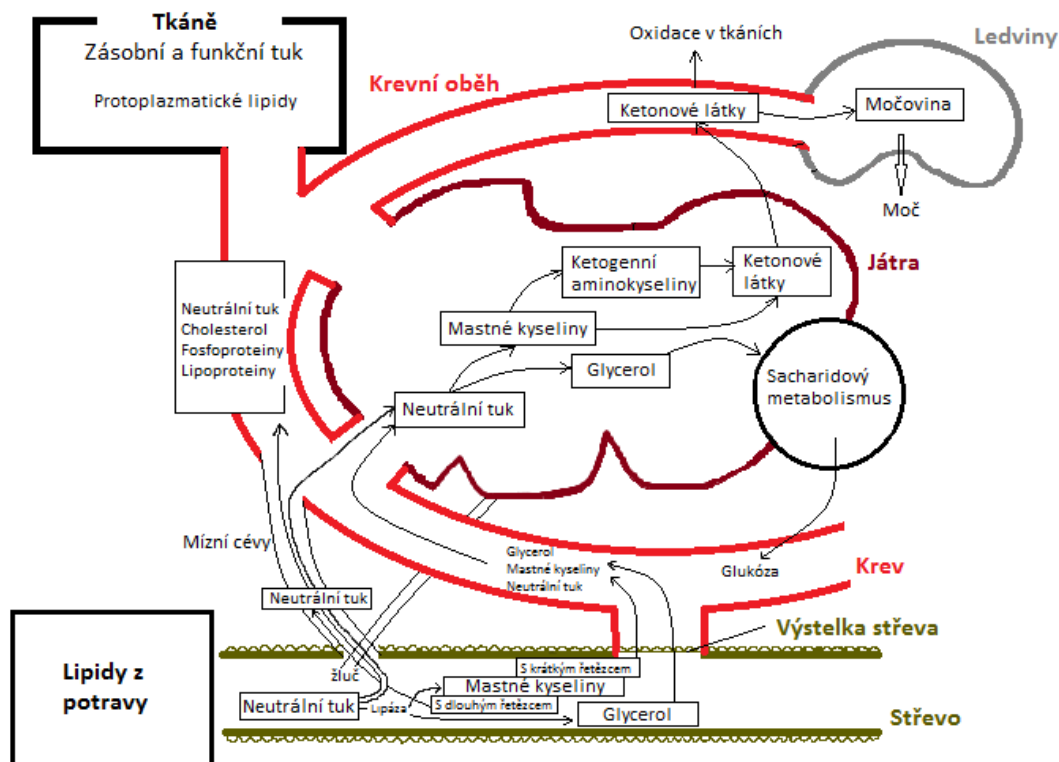 Tkáně
Zásobní a funkční tuk
Protoplazmatické lipidy
Krevní oběh
Oxidace v tkáních
Ledviny
Ketonové látky
Močovina
Moč
Játra
Ketogenní
aminokyseliny
Ketonové
látky
Neutrální tuk
Cholesterol
Fosfoproteiny
Lipoproteiny
Mastné kyseliny
Glycerol
Sacharidový
metabolismus
Neutrální tuk
Mízní cévy
Glycerol
Mastné kyseliny
Neutrální tuk
Glukóza
Krev
Neutrální tuk
Výstelka střeva
Lipidy z
potravy
žluč
S krátkým řetězcem
Mastné kyseliny
S dlouhým řetězcem
Neutrální tuk
Lipáza
Glycerol
Střevo